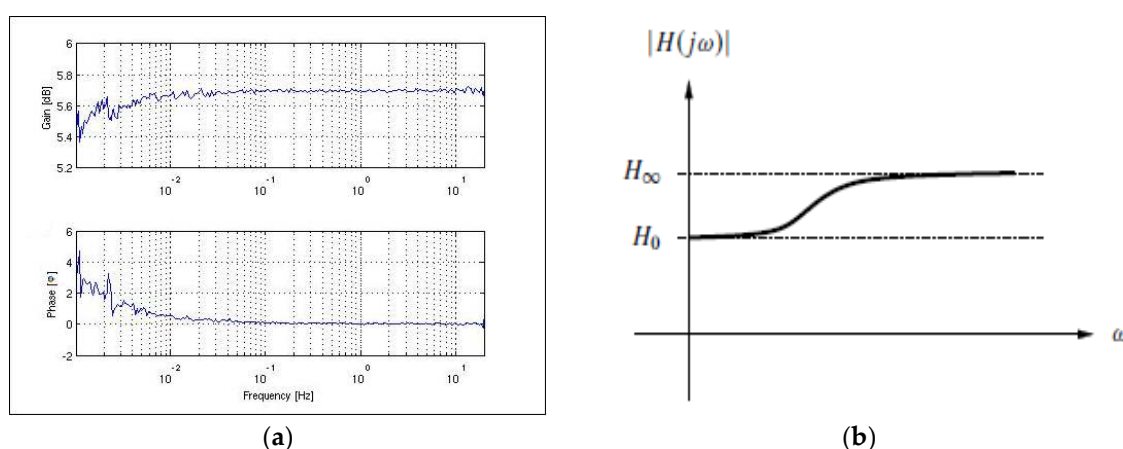 6
5.8
5.6
5.4
5.2
Gain [dB]
10^-2
10^-1
10^0
10^1
6
4
2
0
-2
Phase [φ]
10^-2
10^-1
10^0
10^1
Frequency [Hz]
(a)
|H(jω)|
H∞
H0
ω
(b)